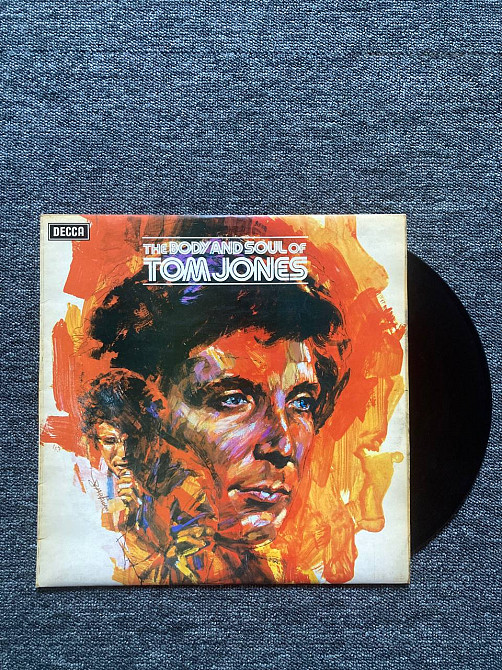 DECCA
THE BODY AND SOUL OF
TOM JONES